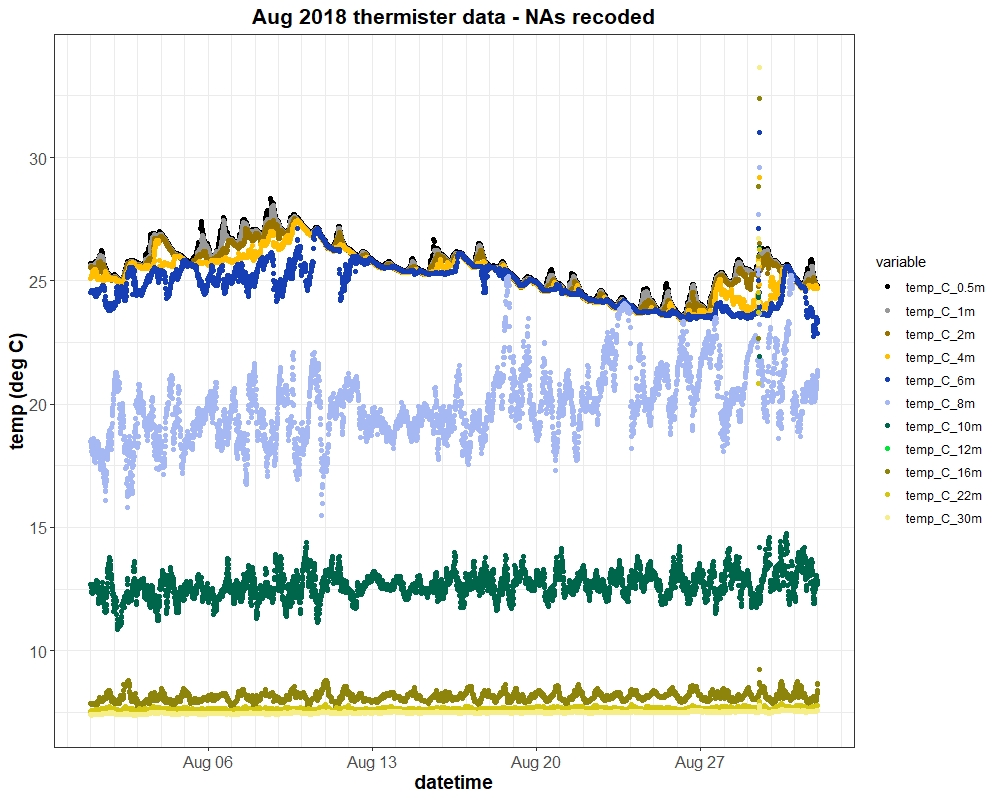 Aug 2018 thermister data - NAs recoded
temp (deg C)
30
25
20
15
10
Aug 06 Aug 13 Aug 20 Aug 27
datetime
variable
temp_C_0.5m
temp_C_1m
temp_C_2m
temp_C_4m
temp_C_6m
temp_C_8m
temp_C_10m
temp_C_12m
temp_C_16m
temp_C_22m
temp_C_30m